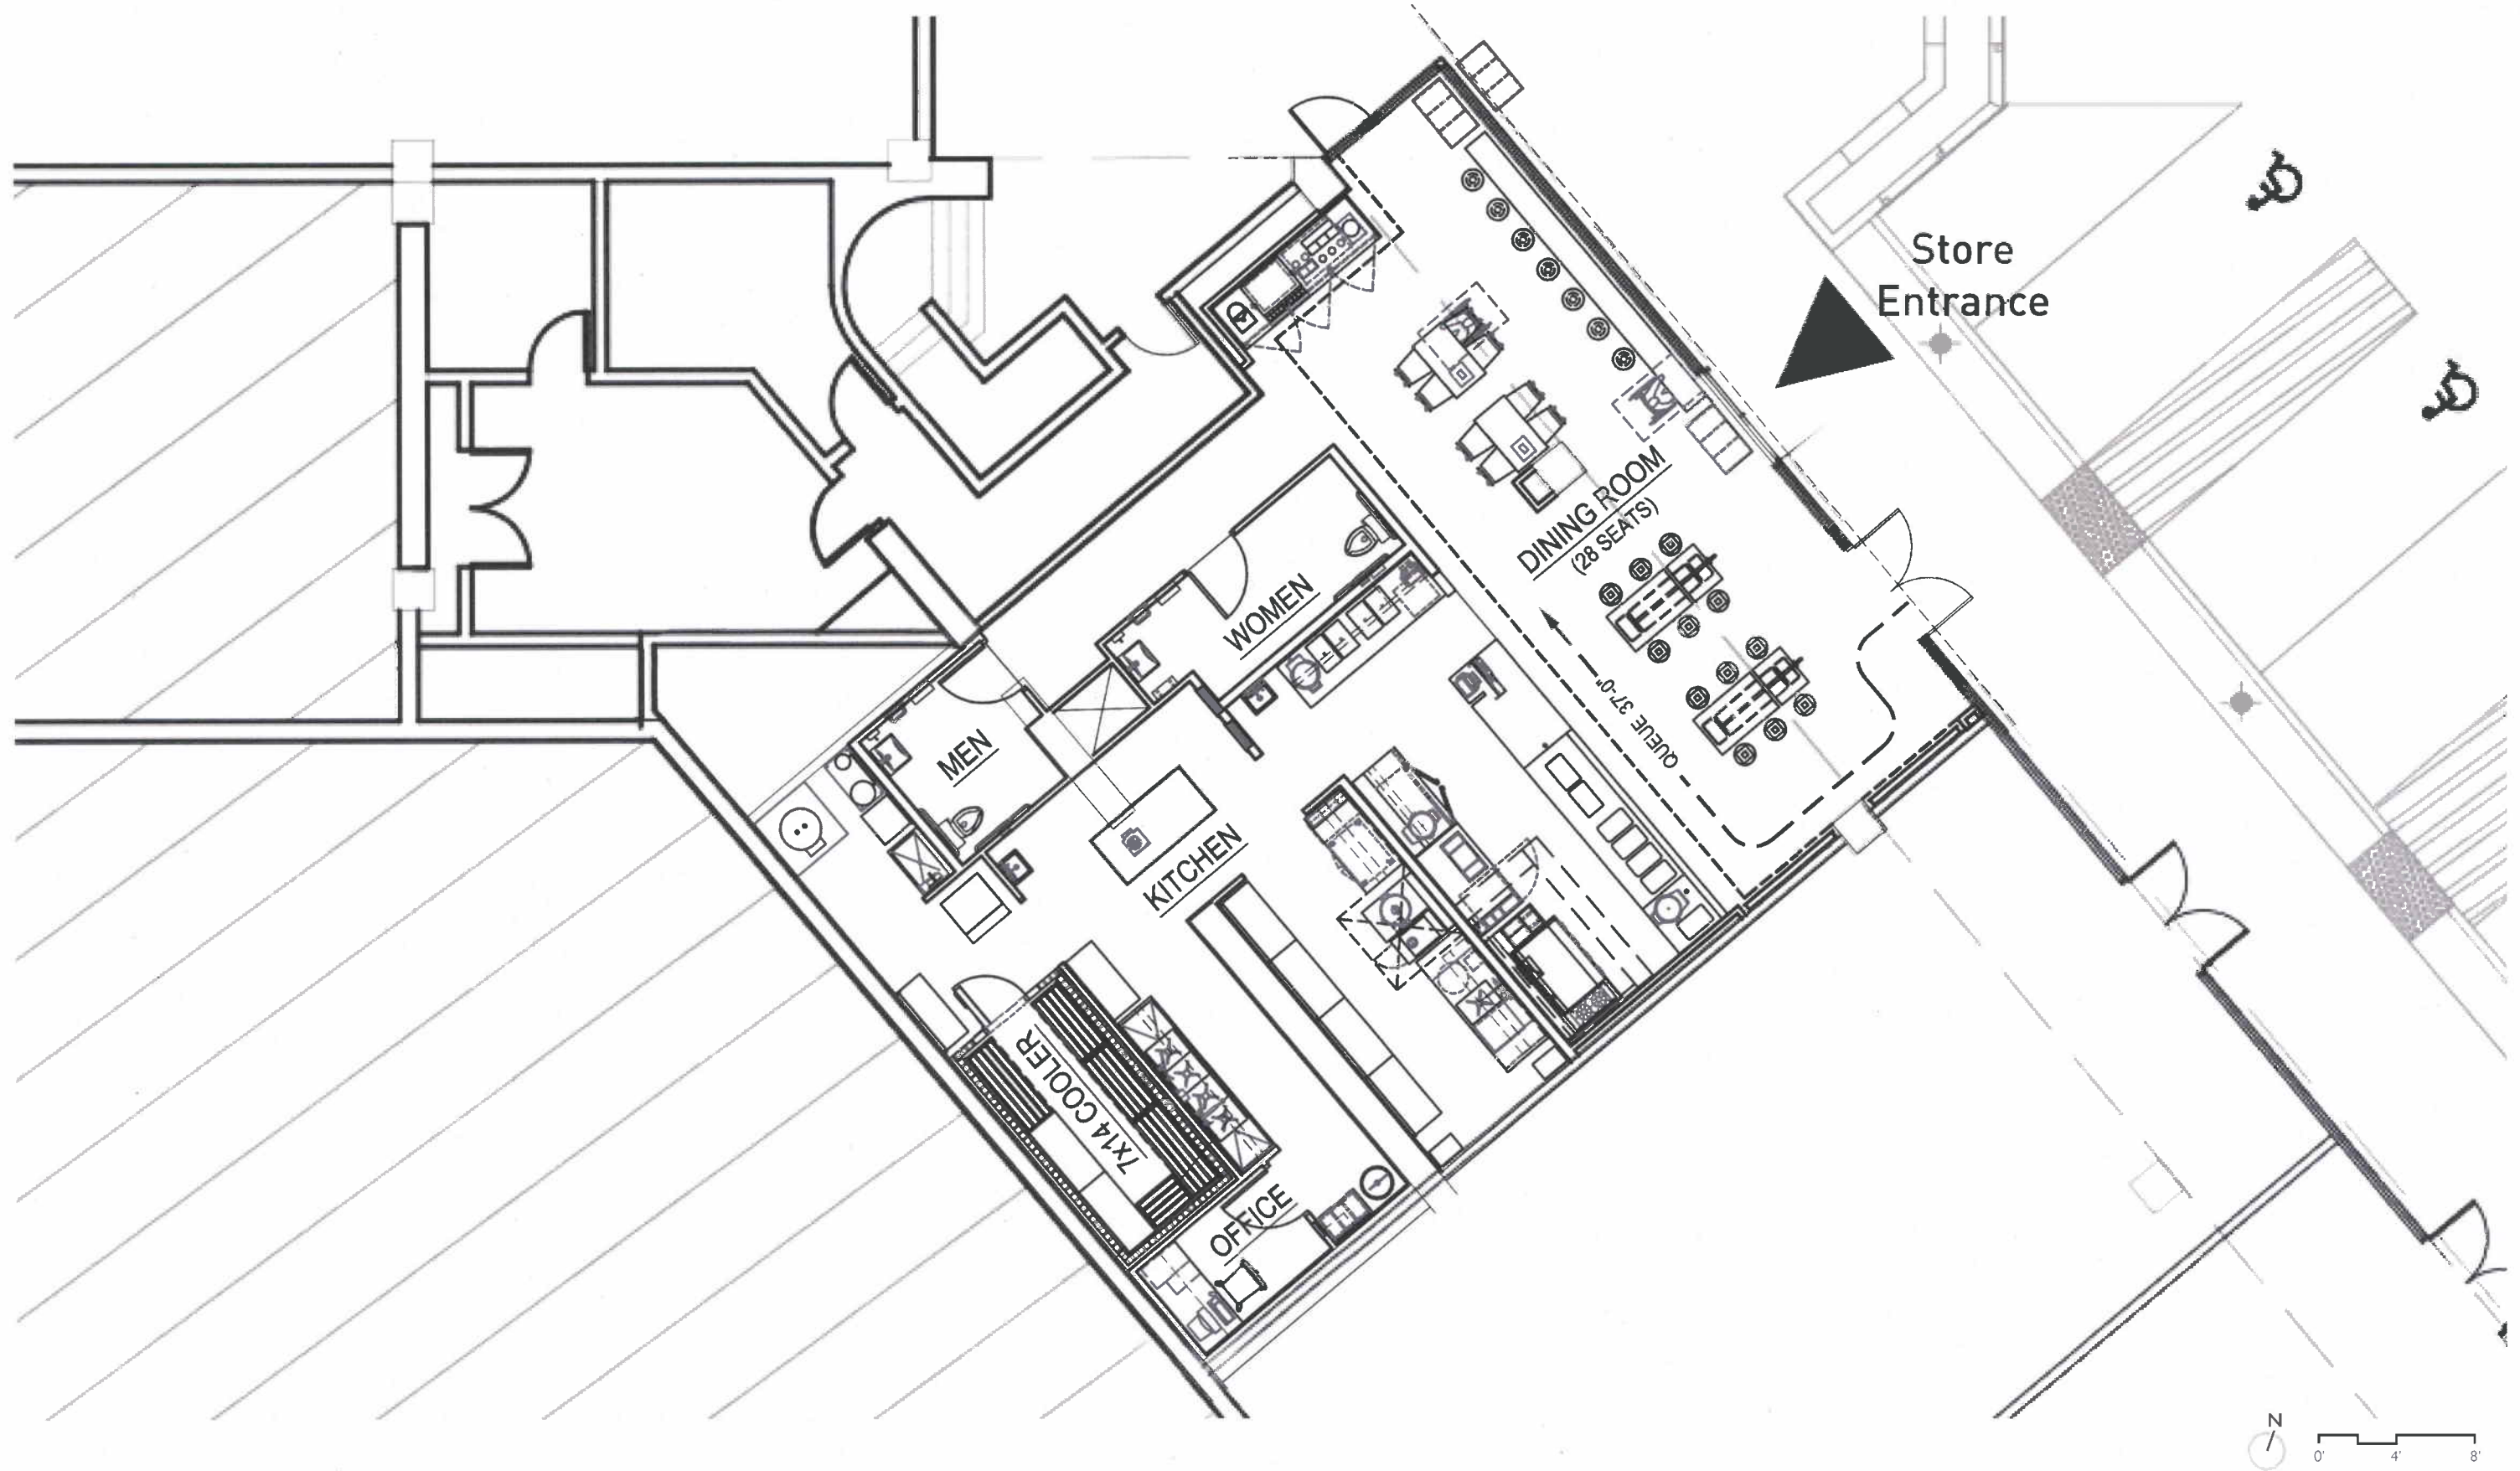 Store
Entrance
DINING ROOM
(28 SEATS)
WOMEN
QUEUE 37'-0"
MEN
KITCHEN
7x14 COOLER
OFFICE
N
0' 4' 8'